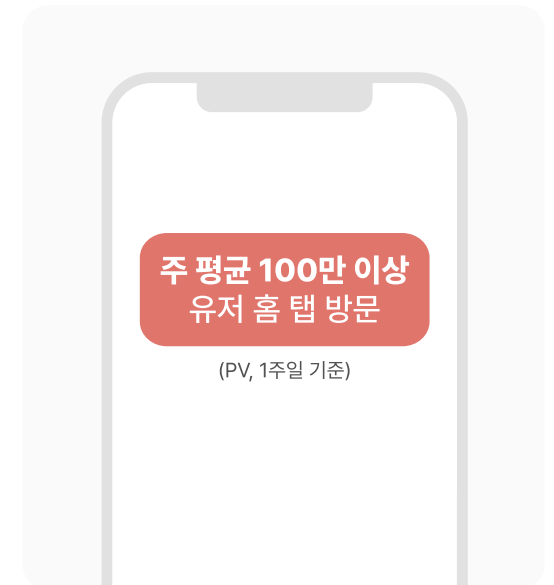 주 평균 100만 이상
유저 홈 탭 방문
(PV, 1주일 기준)